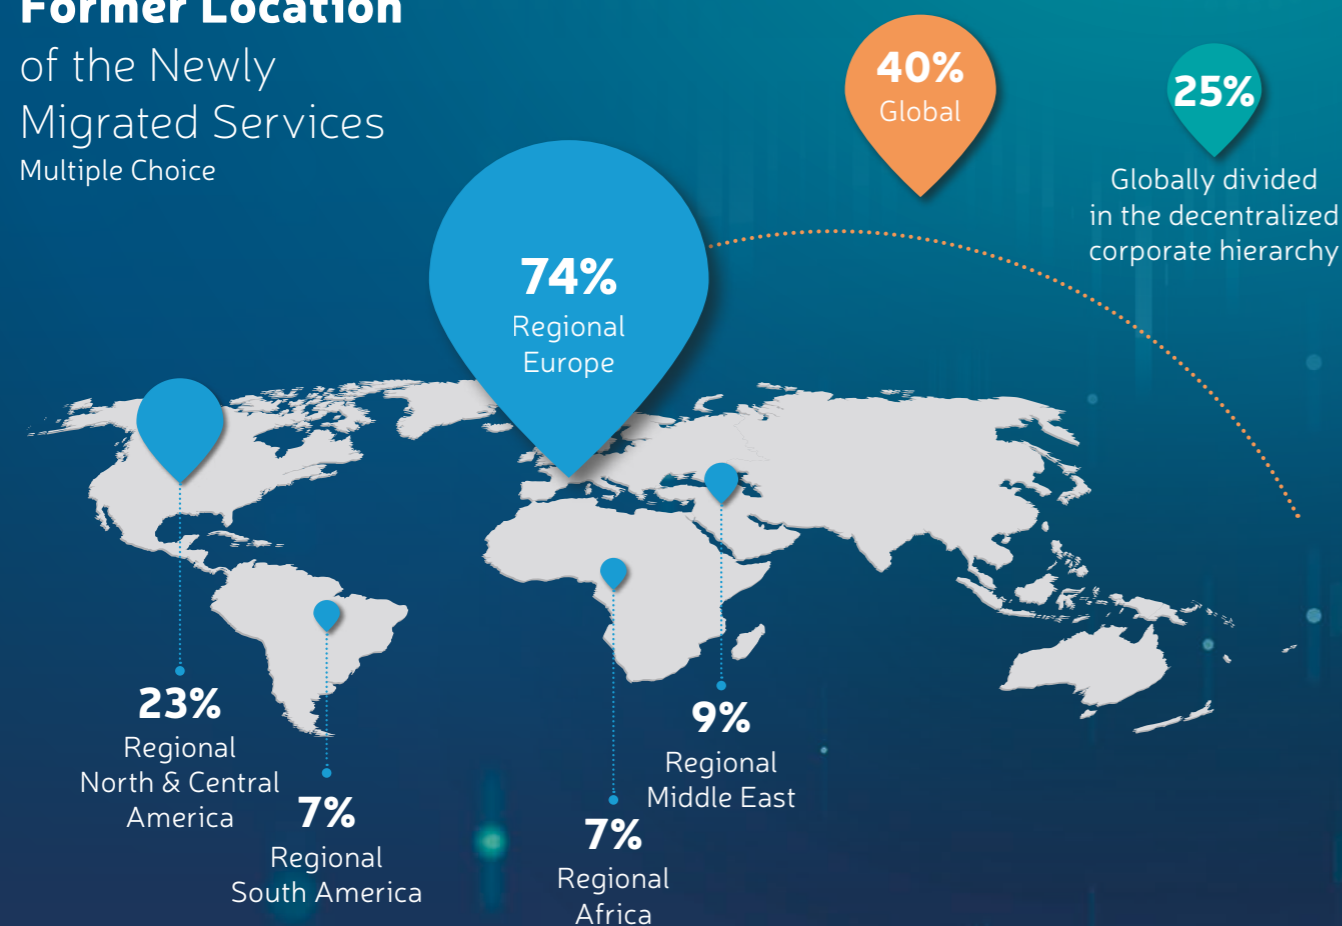 Former Location
of the Newly
Migrated Services
Multiple Choice
40%
Global
25%
Globally divided
in the decentralized
corporate hierarchy
74%
Regional
Europe
23%
Regional
North & Central
America
7%
Regional
South America
7%
Regional
Africa
9%
Regional
Middle East